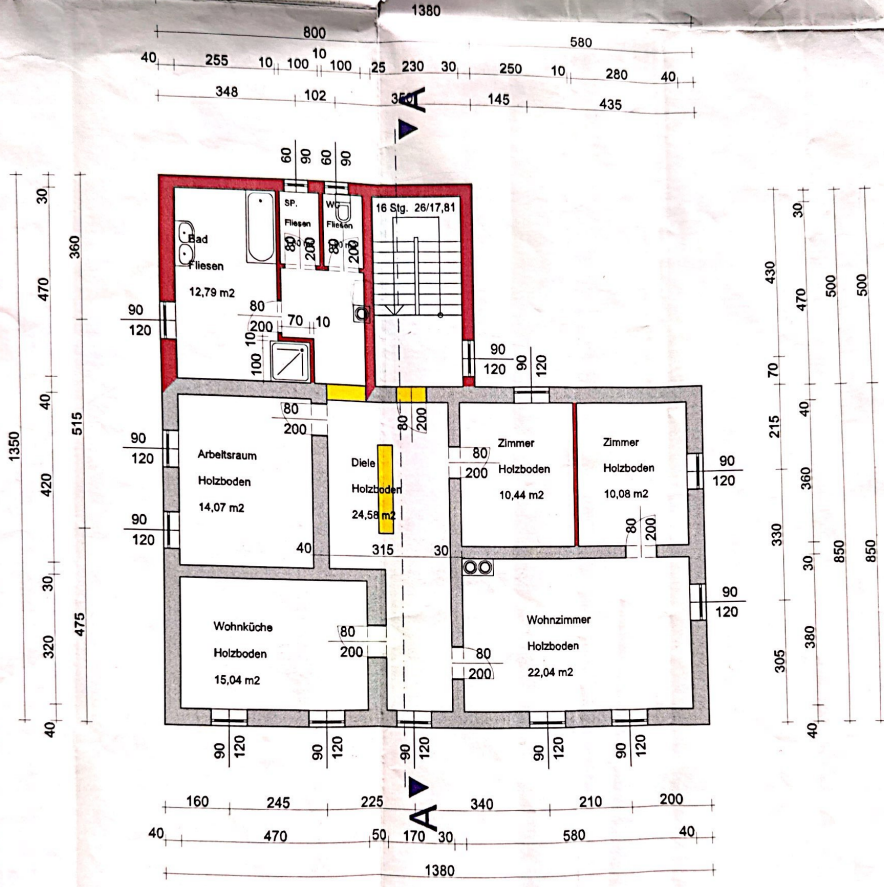 1380
800
580
40 255 10 100 10 100 25 230 30 250 10 280 40
348 102 145 435
A
60 90 60 90
SP.
Fliesen
WC
Fliesen
16 Stg. 26/17,81
Bad
Fliesen
12,79 m2
80 200
80 200
80
200
70 10
10
100
90
120
90
120
90 120
80
200
80 200
Arbeitsraum
Holzboden
14,07 m2
90
120
90
120
Diele
Holzboden
24,58 m2
80
200
Zimmer
Holzboden
10,44 m2
Zimmer
Holzboden
10,08 m2
90
120
80 200
40 315 30
Wohnküche
Holzboden
15,04 m2
80
200
80
200
Wohnzimmer
Holzboden
22,04 m2
90
120
90 120
90 120
90 120
90 120
90 120
A
160 245 225 340 210 200
40 470 50 170 30 580 40
1380
1350
30 470 40 420 30 320 40
360 515 475
430 70 215 330 305
30 470 40 360 30 380 40
500 850
500 850